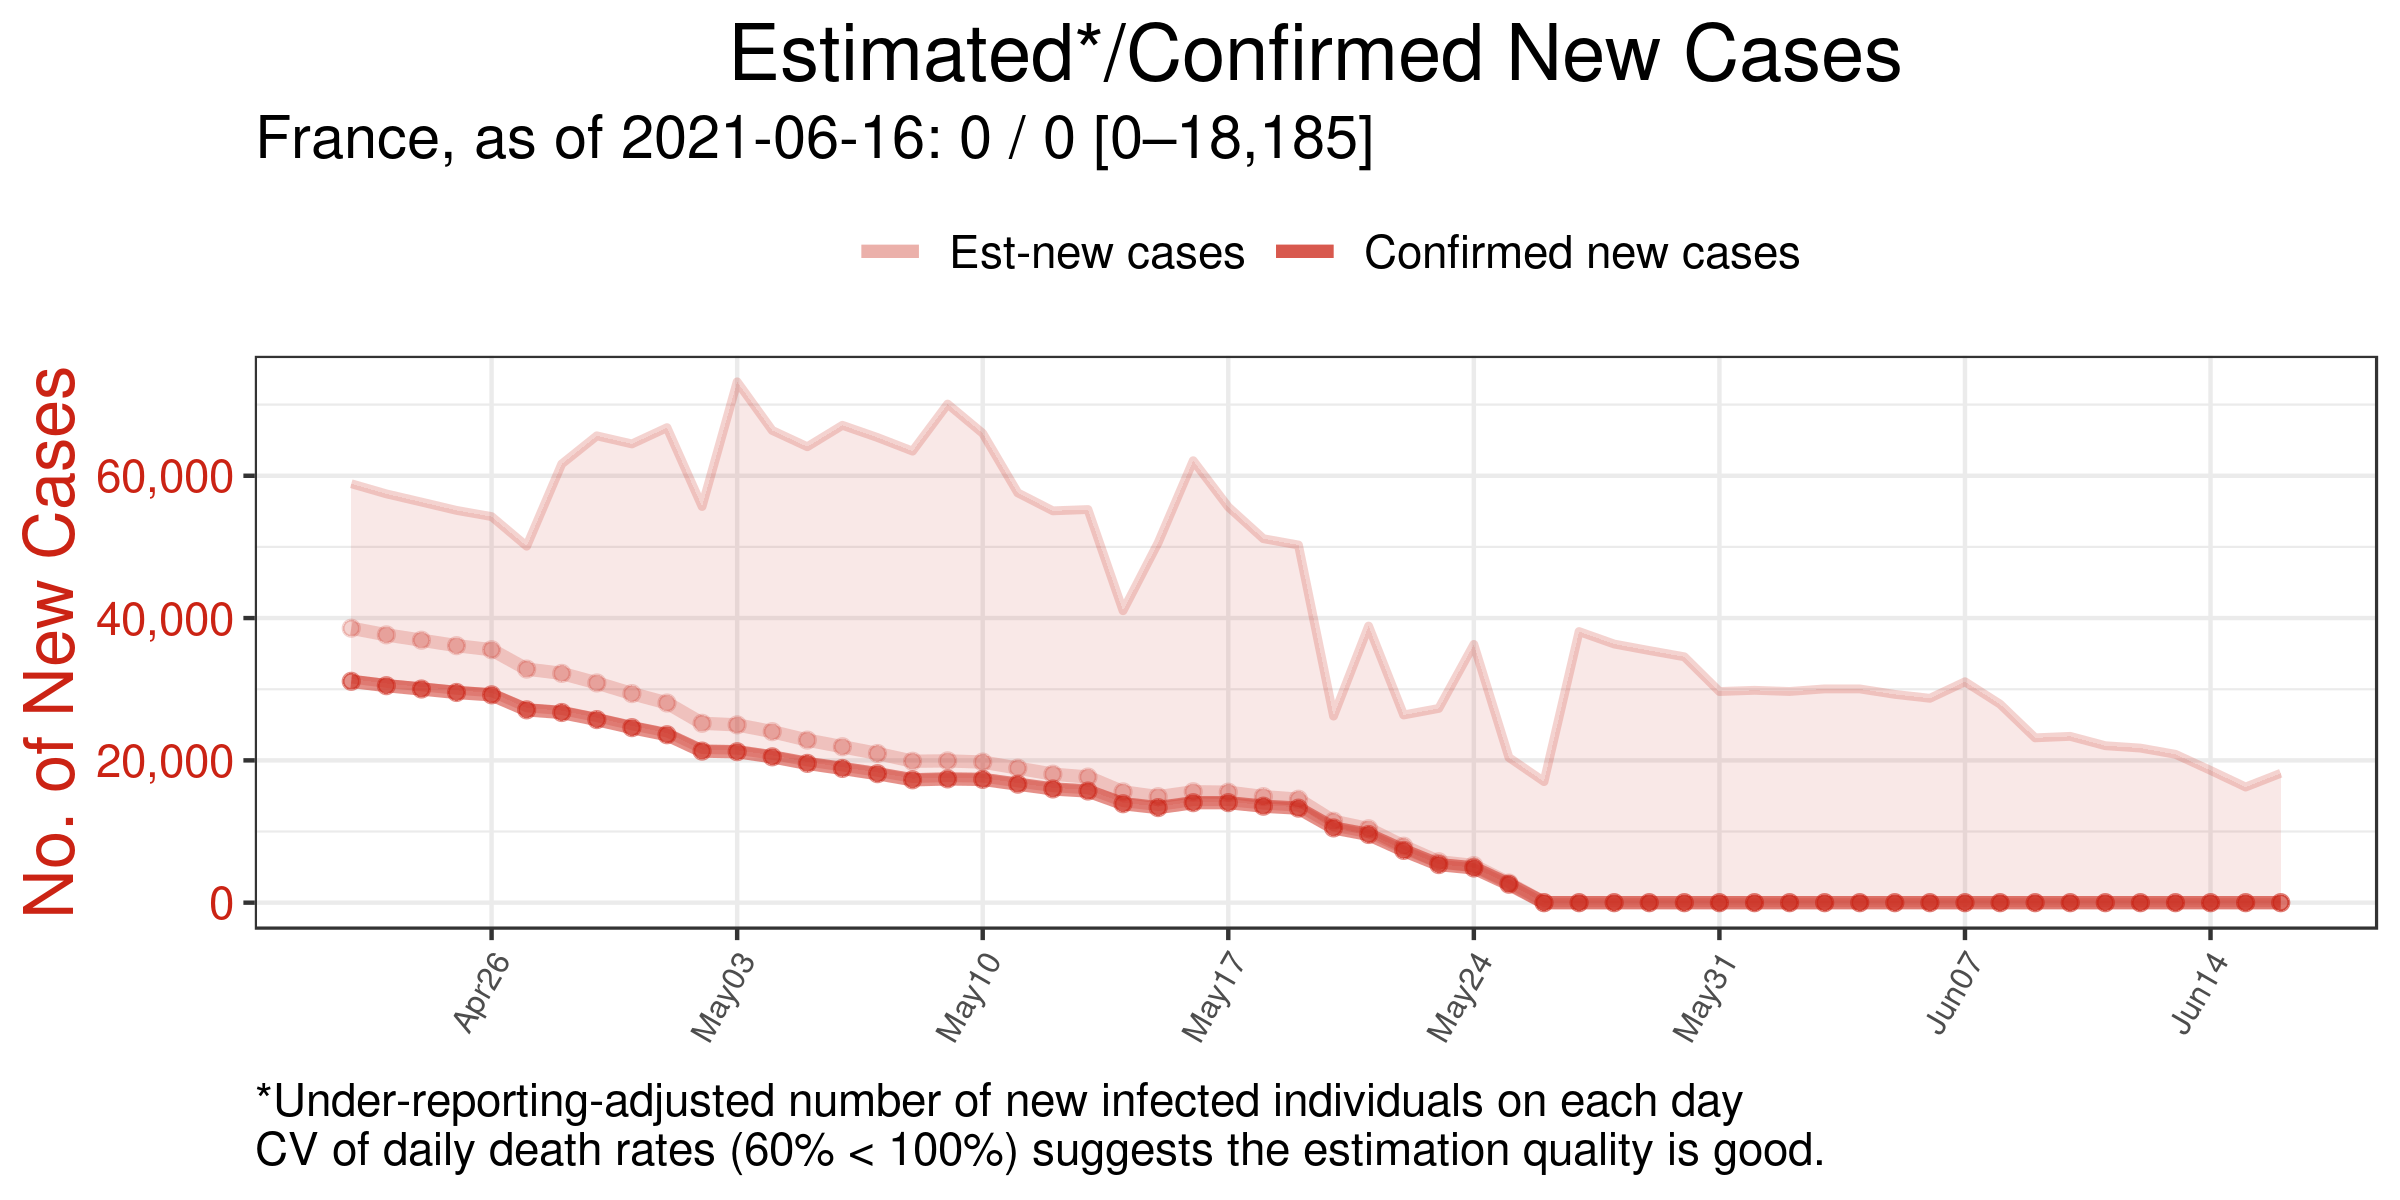 Estimated*/Confirmed New Cases
France, as of 2021-06-16: 0 / 0 [0–18,185]
Est-new cases
Confirmed new cases
No. of New Cases
60,000
40,000
20,000
0
Apr26
May03
May10
May17
May24
May31
Jun07
Jun14
*Under-reporting-adjusted number of new infected individuals on each day
CV of daily death rates (60% < 100%) suggests the estimation quality is good.